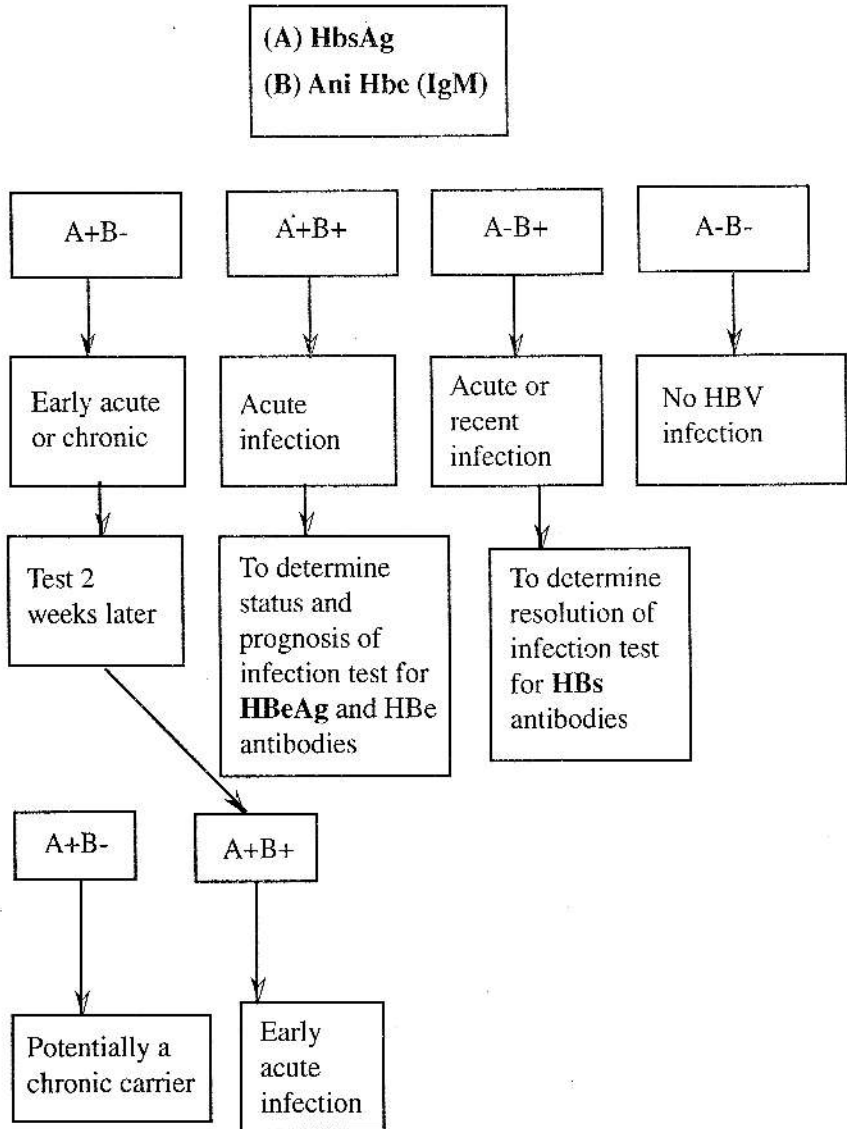 (A) HbsAg
(B) Ani Hbe (IgM)
A+B-
A+B+
A-B+
A-B-
Early acute
or chronic
Acute
infection
Acute or
recent
infection
No HBV
infection
Test 2
weeks later
To determine
status and
prognosis of
infection test for
HBeAg and HBe
antibodies
To determine
resolution of
infection test
for HBs
antibodies
A+B-
A+B+
Potentially a
chronic carrier
Early
acute
infection